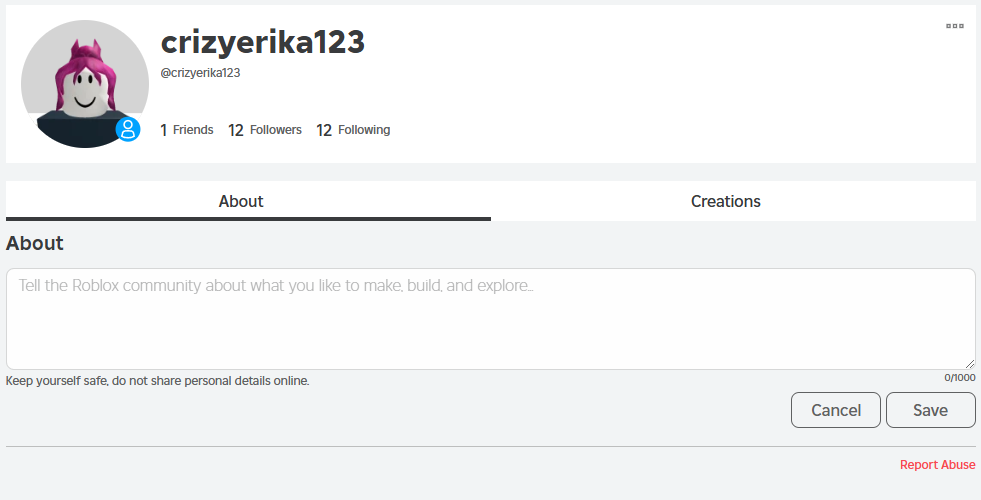 crizyerika123
@crizyerika123
1 Friends 12 Followers 12 Following
About Creations
About
Tell the Roblox community about what you like to make, build, and explore...
Keep yourself safe, do not share personal details online. 0/1000
Cancel Save
Report Abuse